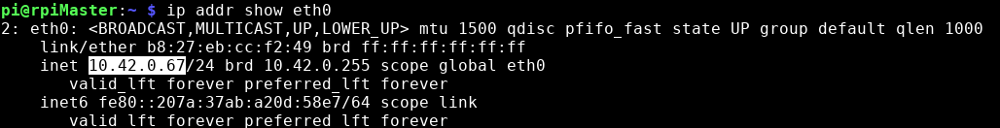 pi@rpiMaster:~ $ ip addr show eth0
2: eth0: <BROADCAST,MULTICAST,UP,LOWER_UP> mtu 1500 qdisc pfifo_fast state UP group default qlen 1000
    link/ether b8:27:eb:cc:f2:49 brd ff:ff:ff:ff:ff:ff
    inet 10.42.0.67/24 brd 10.42.0.255 scope global eth0
       valid_lft forever preferred_lft forever
    inet6 fe80::207a:37ab:a20d:58e7/64 scope link
       valid_lft forever preferred_lft forever